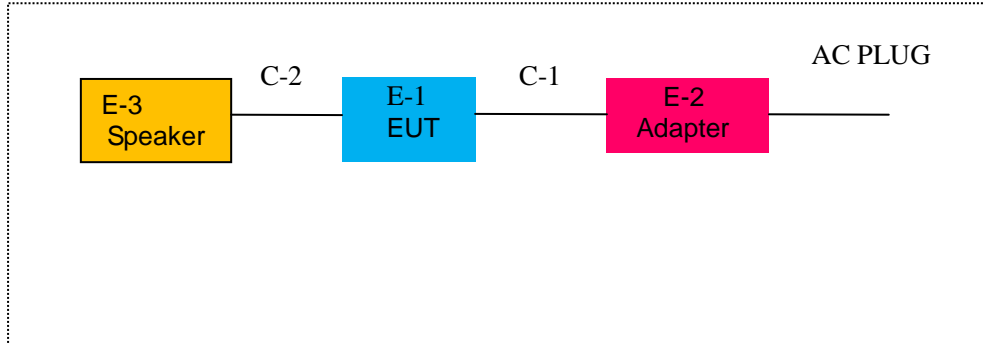 AC PLUG
C-2
C-1
E-3
Speaker
E-1
EUT
E-2
Adapter